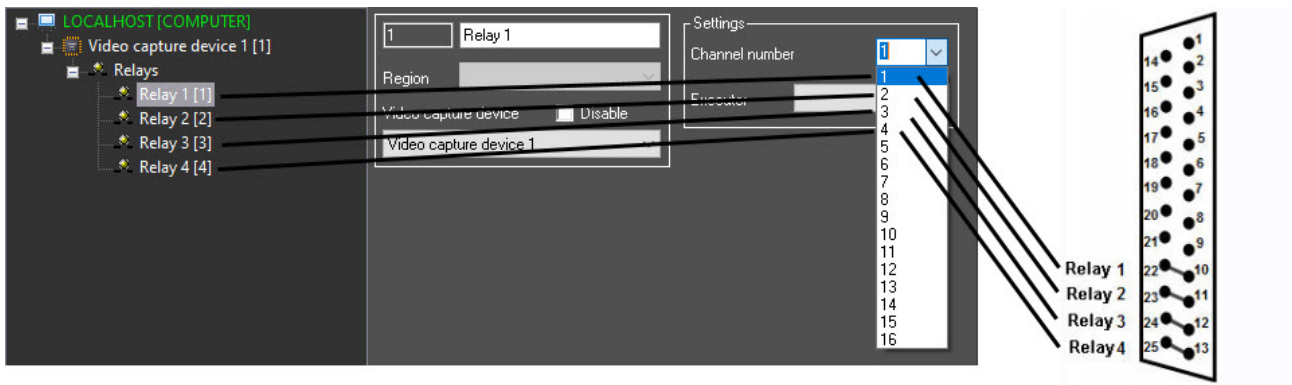 LOCALHOST [COMPUTER]
Video capture device 1 [1]
Relays
Relay 1 [1]
Relay 2 [2]
Relay 3 [3]
Relay 4 [4]
1
Relay 1
Region
Video capture device
Disable
Video capture device 1
Settings
Channel number
1
Executor
1
2
3
4
5
6
7
8
9
10
11
12
13
14
15
16
Relay 1
Relay 2
Relay 3
Relay 4
1
14
2
15
3
16
4
17
5
18
6
19
7
20
8
21
9
22
10
23
11
24
12
25
13